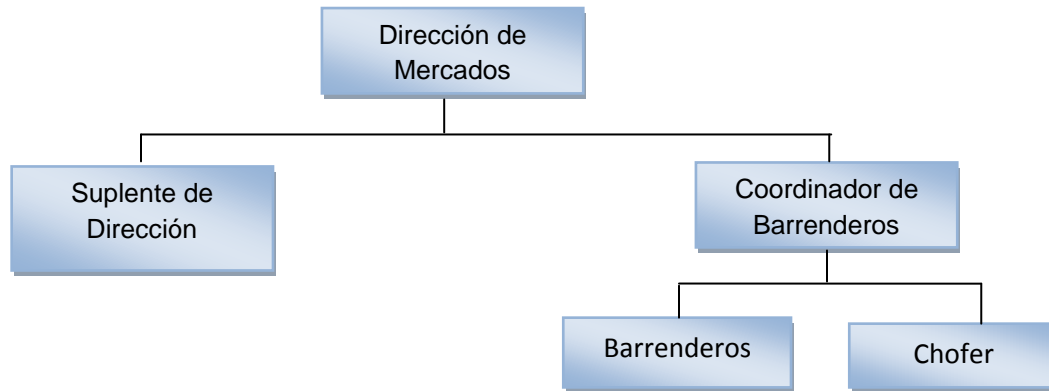 Dirección de
Mercados
Suplente de
Dirección
Coordinador de
Barrenderos
Barrenderos
Chofer